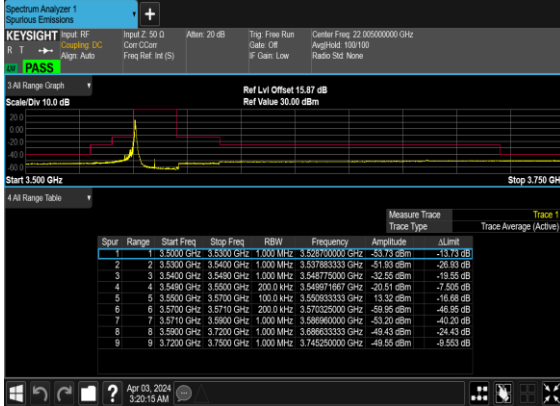 Spectrum Analyzer 1
Spurious Emissions
+
KEYSIGHT Input: RF Input Z: 50 Ω Atten: 20 dB Trig: Free Run Center Freq: 22.005000000 GHz
R T Coupling: DC Corr CCorr Gate: Off Avg|Hold: 100/100
Align: Auto Freq Ref: Int (S) IF Gain: Low Radio Std: None
LXI PASS
3 All Range Graph
Ref Lvl Offset 15.87 dB
Scale/Div 10.0 dB Ref Value 30.00 dBm
20.0
0.00
-20.0
-40.0
-60.0
Start 3.500 GHz Stop 3.750 GH
4 All Range Table
Measure Trace Trace 1
Trace Type Trace Average (Active)
Spur Range Start Freq Stop Freq RBW Frequency Amplitude ΔLimit
1 1 3.5000 GHz 3.5300 GHz 1.000 MHz 3.528700000 GHz -53.73 dBm -13.73 dB
2 2 3.5300 GHz 3.5400 GHz 1.000 MHz 3.537883333 GHz -51.93 dBm -26.93 dB
3 3 3.5400 GHz 3.5490 GHz 1.000 MHz 3.548775000 GHz -32.55 dBm -19.55 dB
4 4 3.5490 GHz 3.5500 GHz 200.0 kHz 3.549971667 GHz -20.51 dBm -7.505 dB
5 5 3.5500 GHz 3.5700 GHz 100.0 kHz 3.550933333 GHz 13.32 dBm -16.68 dB
6 6 3.5700 GHz 3.5710 GHz 200.0 kHz 3.570325000 GHz -59.95 dBm -46.95 dB
7 7 3.5710 GHz 3.5900 GHz 1.000 MHz 3.586960000 GHz -53.20 dBm -40.20 dB
8 8 3.5900 GHz 3.7200 GHz 1.000 MHz 3.686633333 GHz -49.43 dBm -24.43 dB
9 9 3.7200 GHz 3.7500 GHz 1.000 MHz 3.745250000 GHz -49.55 dBm -9.553 dB
? Apr 03, 2024
3:20:15 AM